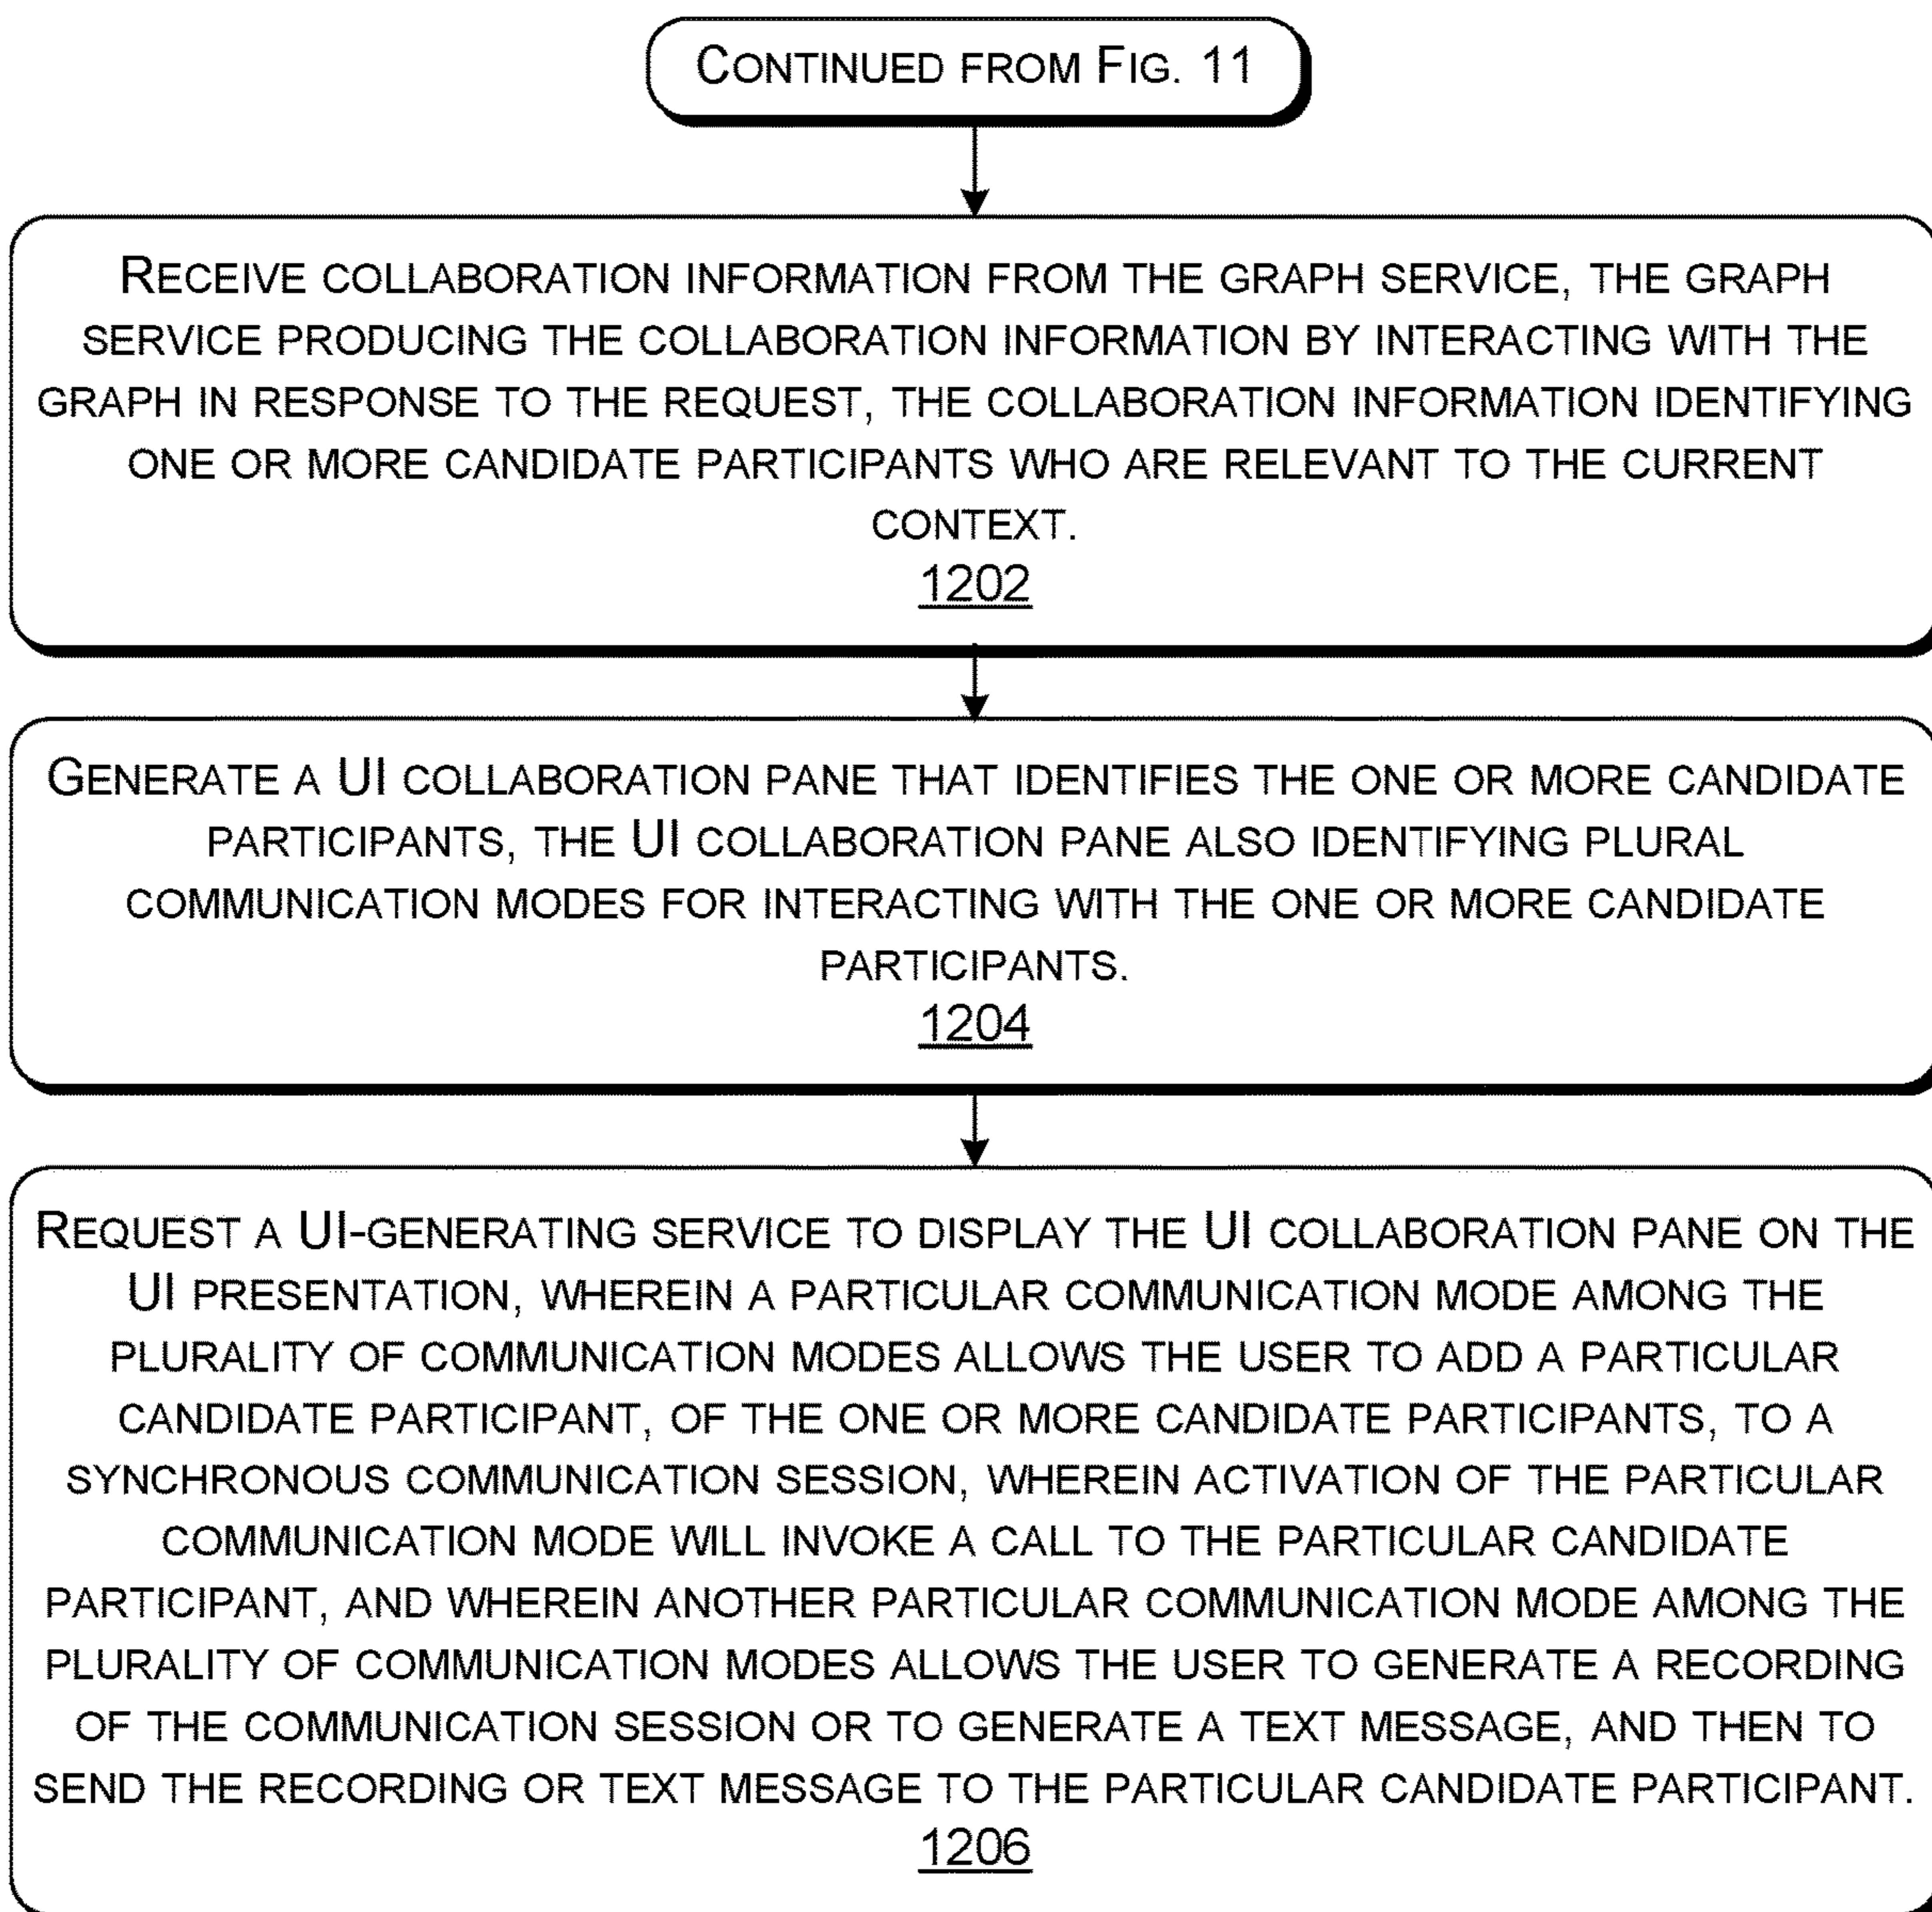 CONTINUED FROM FIG. 11
RECEIVE COLLABORATION INFORMATION FROM THE GRAPH SERVICE, THE GRAPH
SERVICE PRODUCING THE COLLABORATION INFORMATION BY INTERACTING WITH THE
GRAPH IN RESPONSE TO THE REQUEST, THE COLLABORATION INFORMATION IDENTIFYING
ONE OR MORE CANDIDATE PARTICIPANTS WHO ARE RELEVANT TO THE CURRENT
CONTEXT.
1202
GENERATE A UI COLLABORATION PANE THAT IDENTIFIES THE ONE OR MORE CANDIDATE
PARTICIPANTS, THE UI COLLABORATION PANE ALSO IDENTIFYING PLURAL
COMMUNICATION MODES FOR INTERACTING WITH THE ONE OR MORE CANDIDATE
PARTICIPANTS.
1204
REQUEST A UI-GENERATING SERVICE TO DISPLAY THE UI COLLABORATION PANE ON THE
UI PRESENTATION, WHEREIN A PARTICULAR COMMUNICATION MODE AMONG THE
PLURALITY OF COMMUNICATION MODES ALLOWS THE USER TO ADD A PARTICULAR
CANDIDATE PARTICIPANT, OF THE ONE OR MORE CANDIDATE PARTICIPANTS, TO A
SYNCHRONOUS COMMUNICATION SESSION, WHEREIN ACTIVATION OF THE PARTICULAR
COMMUNICATION MODE WILL INVOKE A CALL TO THE PARTICULAR CANDIDATE
PARTICIPANT, AND WHEREIN ANOTHER PARTICULAR COMMUNICATION MODE AMONG THE
PLURALITY OF COMMUNICATION MODES ALLOWS THE USER TO GENERATE A RECORDING
OF THE COMMUNICATION SESSION OR TO GENERATE A TEXT MESSAGE, AND THEN TO
SEND THE RECORDING OR TEXT MESSAGE TO THE PARTICULAR CANDIDATE PARTICIPANT.
1206